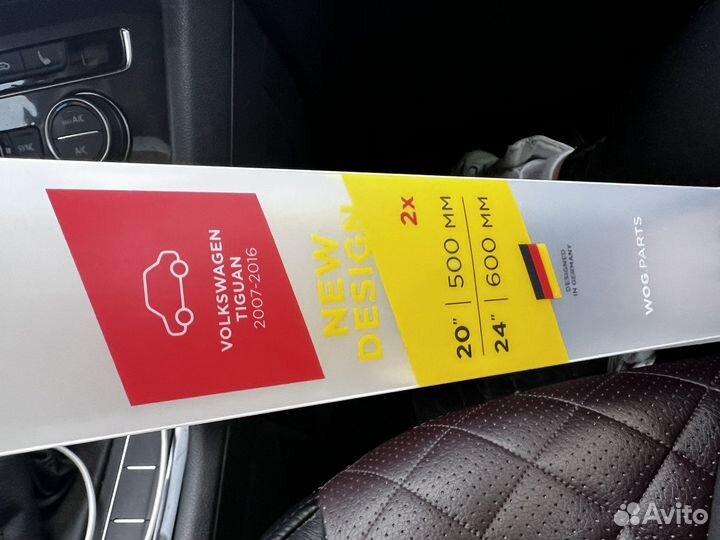 VOLKSWAGEN
TIGUAN
2007-2016
NEW
DESIGN
2x
20" | 500 MM
24" | 600 MM
DESIGNED
IN GERMANY
WOG PARTS
A/C
A/C
SYNC
Avito